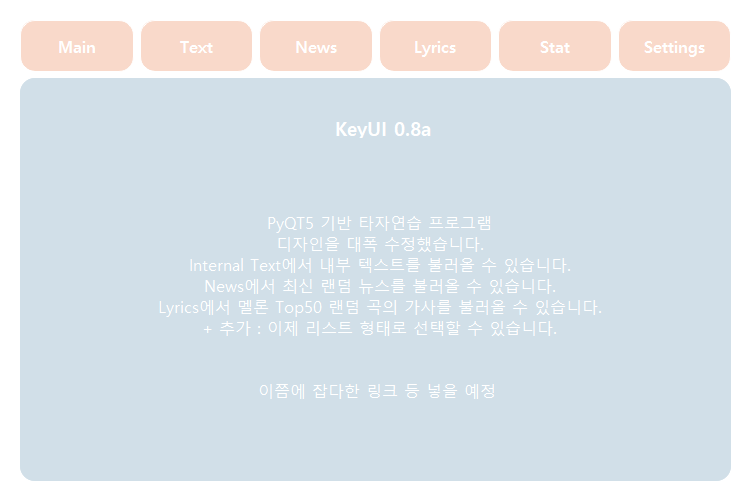 Main Text News Lyrics Stat Settings
KeyUI 0.8a
PyQT5 기반 타자연습 프로그램
디자인을 대폭 수정했습니다.
Internal Text에서 내부 텍스트를 불러올 수 있습니다.
News에서 최신 랜덤 뉴스를 불러올 수 있습니다.
Lyrics에서 멜론 Top50 랜덤 곡의 가사를 불러올 수 있습니다.
+ 추가 : 이제 리스트 형태로 선택할 수 있습니다.
이쯤에 잡다한 링크 등 넣을 예정